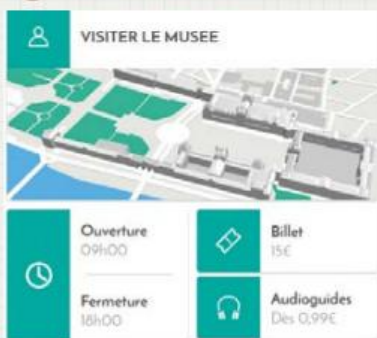 VISITER LE MUSEE
Ouverture
09h00
Fermeture
18h00
Billet
15€
Audioguides
Dès 0,99€